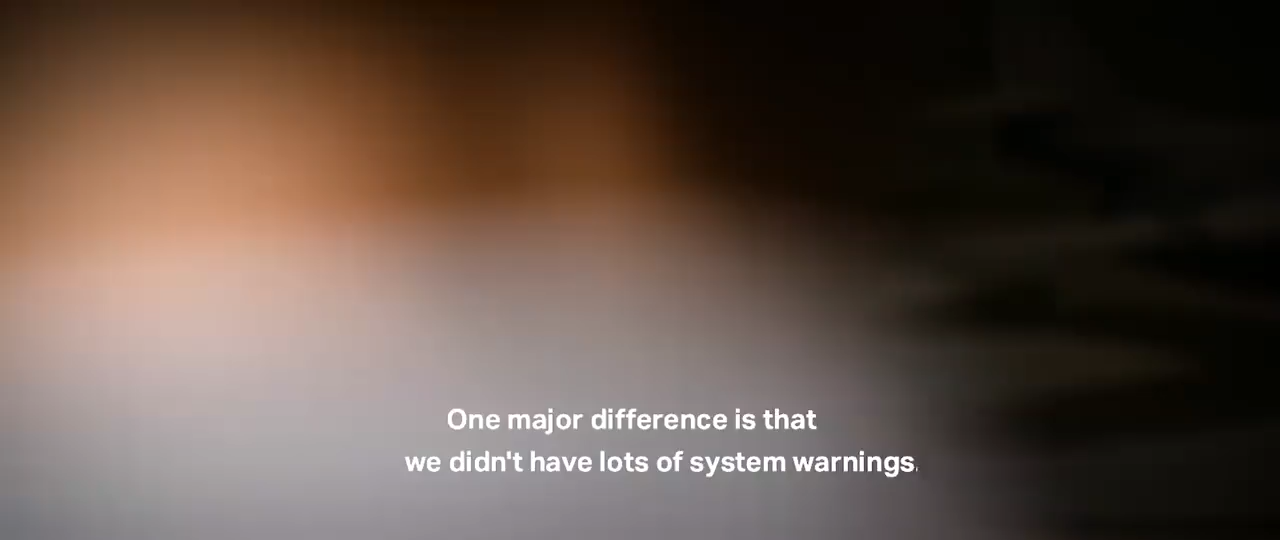 One major difference is that
we didn't have lots of system warnings.